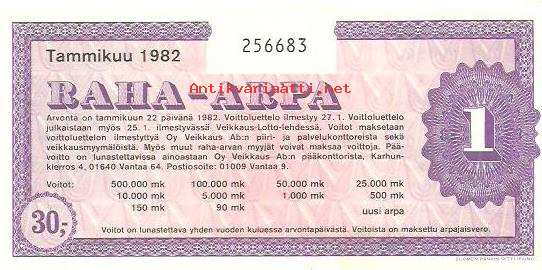 Tammikuu 1982
256683
Antikvariaatti.net
RAHA-ARPA
Arvonta on tammikuun 22 päivänä 1982. Voittoluettelo ilmestyy 27.1. Voittoluettelo
julkaistaan myös 25.1. ilmestyvässä Veikkaus-Lotto-lehdessä. Voitot maksetaan
voittoluettelon ilmestyttyä Oy Veikkaus Ab:n piiri- ja palvelukonttoreista sekä
veikkausmyymälöistä. Myös muut raha-arvan myyjät voivat maksaa voittoja. Pää-
voitto on lunastettavissa ainoastaan Oy Veikkaus Ab:n pääkonttorista, Karhun-
kierros 4, 01640 Vantaa 64. Postiosoite: 01009 Vantaa 9.
1
Voitot: 500.000 mk 100.000 mk 50.000 mk 25.000 mk
10.000 mk 5.000 mk 1.000 mk 500 mk
150 mk 90 mk uusi arpa
30,-
Voitot on lunastettava yhden vuoden kuluessa arvontapäivästä. Voitoista on maksettu arpajaisvero.
SUOMEN PANKIN SETELIPAINO